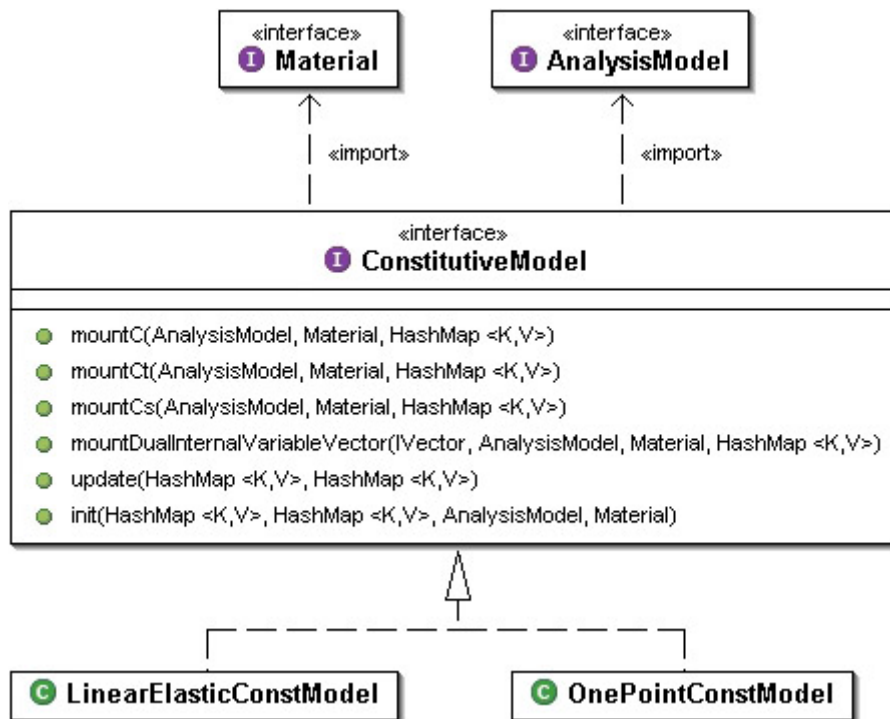 «interface»
I Material
«interface»
I AnalysisModel
«import»
«import»
«interface»
I ConstitutiveModel
mountC(AnalysisModel, Material, HashMap <K,V>)
mountCt(AnalysisModel, Material, HashMap <K,V>)
mountCs(AnalysisModel, Material, HashMap <K,V>)
mountDualInternalVariableVector(IVector, AnalysisModel, Material, HashMap <K,V>)
update(HashMap <K,V>, HashMap <K,V>)
init(HashMap <K,V>, HashMap <K,V>, AnalysisModel, Material)
C LinearElasticConstModel
C OnePointConstModel